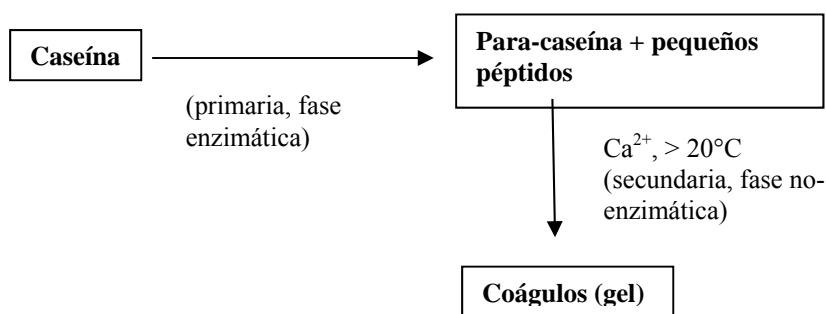 Caseína
Para-caseína + pequeños
péptidos
(primaria, fase
enzimática)
Ca²⁺, > 20°C
(secundaria, fase no-
enzimática)
Coágulos (gel)